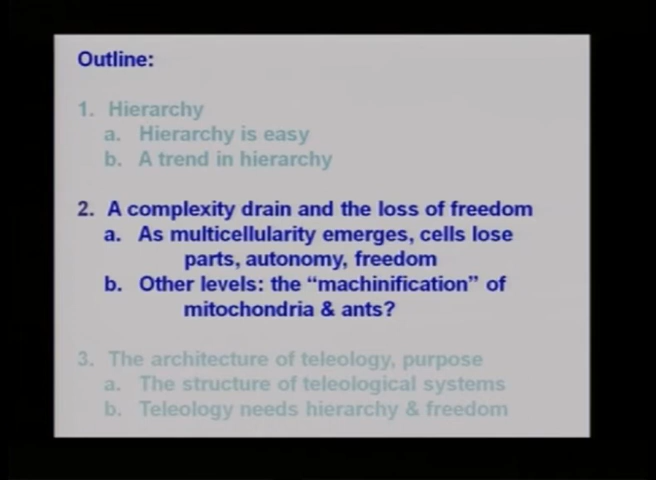 Outline:
1. Hierarchy
a. Hierarchy is easy
b. A trend in hierarchy
2. A complexity drain and the loss of freedom
a. As multicellularity emerges, cells lose
parts, autonomy, freedom
b. Other levels: the “machinification” of
mitochondria & ants?
3. The architecture of teleology, purpose
a. The structure of teleological systems
b. Teleology needs hierarchy & freedom